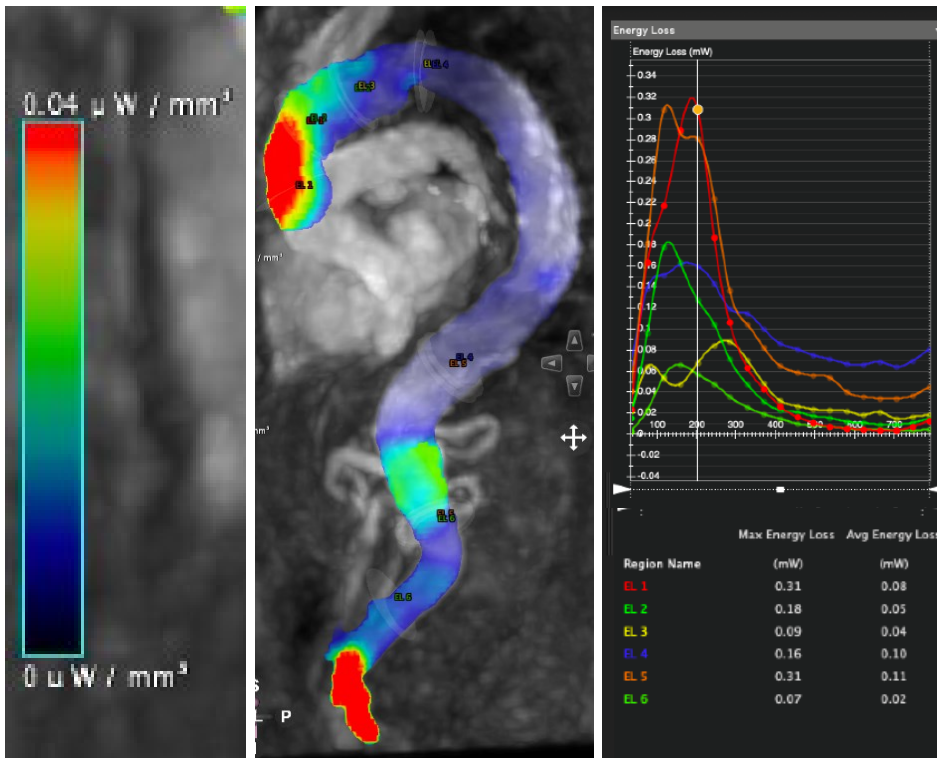 0.04 µ W / mm³
0 u W / mm³
EL 4
EL 3
EL 1
/ mm³
EL 4
EL 5
mm³
EL 5
EL 6
EL 6
S
L P
Energy Loss
Energy Loss (mW)
0.34
0.32
0.3
0.28
0.26
0.24
0.22
0.2
0.18
0.16
0.14
0.12
0.1
0.08
0.06
0.04
0.02
0
-0.02
-0.04
100 200 300 400 500 600 700
Max Energy Loss Avg Energy Loss
Region Name (mW) (mW)
EL 1 0.31 0.08
EL 2 0.18 0.05
EL 3 0.09 0.04
EL 4 0.16 0.10
EL 5 0.31 0.11
EL 6 0.07 0.02